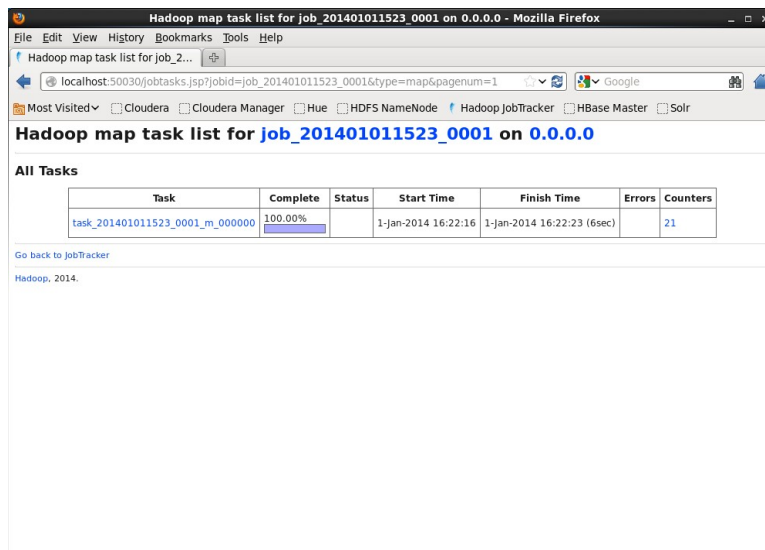 Hadoop map task list for job_201401011523_0001 on 0.0.0.0 - Mozilla Firefox
File Edit View History Bookmarks Tools Help
Hadoop map task list for job_2...
localhost:50030/jobtasks.jsp?jobid=job_201401011523_0001&type=map&pagenum=1 Google
Most Visited Cloudera Cloudera Manager Hue HDFS NameNode Hadoop JobTracker HBase Master Solr
Hadoop map task list for job_201401011523_0001 on 0.0.0.0
All Tasks
Task Complete Status Start Time Finish Time Errors Counters
task_201401011523_0001_m_000000 100.00% 1-Jan-2014 16:22:16 1-Jan-2014 16:22:23 (6sec) 21
Go back to JobTracker
Hadoop, 2014.